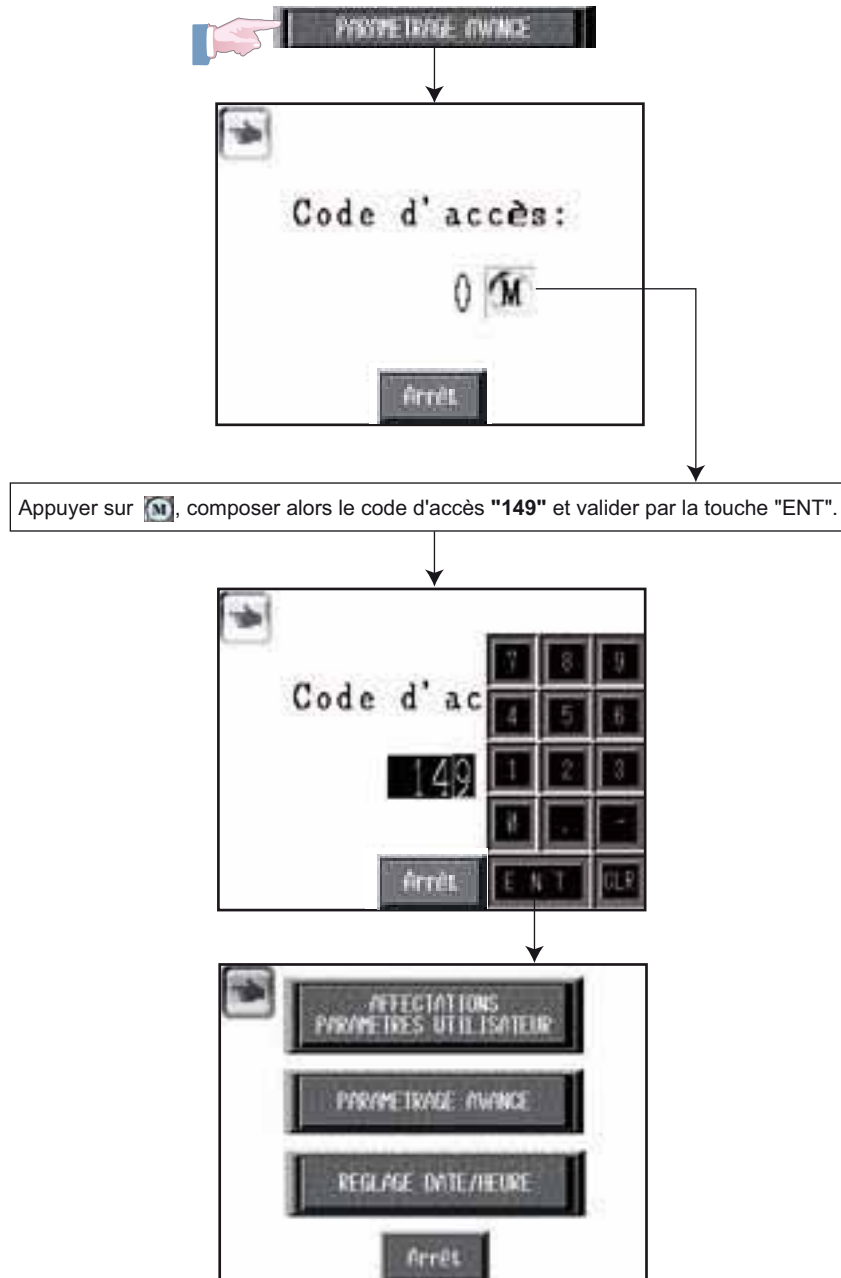 PARAMETRAGE AVANCE
Code d'accès:
0 M
Arrêt
Appuyer sur M, composer alors le code d'accès "149" et valider par la touche "ENT".
7 8 9
Code d'ac
4 5 6
149
1 2 3
0 . -
Arrêt
ENT CLR
AFFECTATIONS
PARAMETRES UTILISATEUR
PARAMETRAGE AVANCE
REGLAGE DATE/HEURE
Arrêt